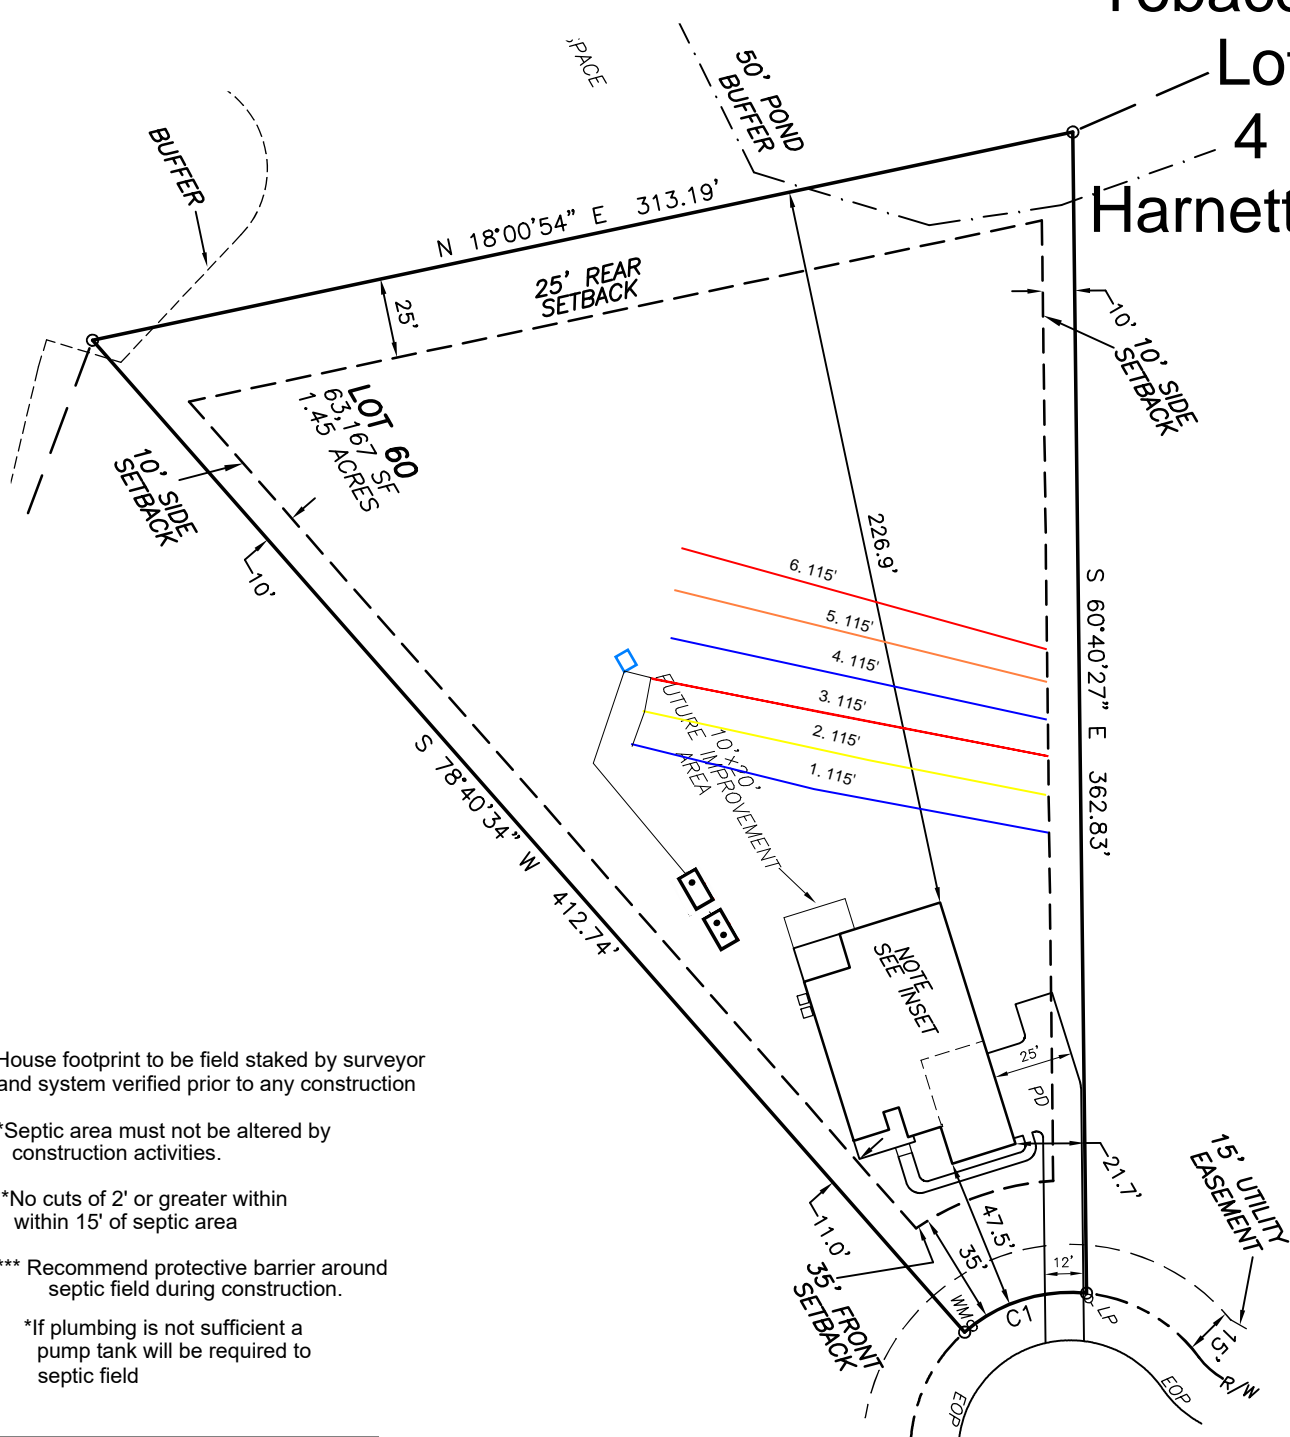 Lot
4
Harnett
50' POND
BUFFER
BUFFER
N 18°00'54" E 313.19'
25' REAR
SETBACK
25'
10'
10' SIDE
SETBACK
LOT 60
63,167 SF
1.45 ACRES
10' SIDE
SETBACK
10'
226.9'
6. 115'
5. 115'
4. 115'
3. 115'
2. 115'
1. 115'
S 60°40'27" E 362.83'
10'x20'
FUTURE IMPROVEMENT
AREA
S 78°40'34" W 412.74'
NOTE
SEE INSET
25'
PD
21.7'
15' UTILITY
EASEMENT
47.5'
35'
11.0'
35' FRONT
SETBACK
12'
WM
C1
LP
15'
R/W
EOP
EOP
House footprint to be field staked by surveyor
and system verified prior to any construction
*Septic area must not be altered by
construction activities.
*No cuts of 2' or greater within
within 15' of septic area
*** Recommend protective barrier around
septic field during construction.
*If plumbing is not sufficient a
pump tank will be required to
septic field